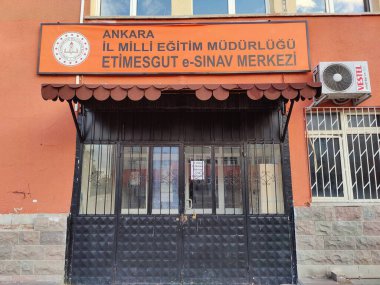 ANKARA
İL MİLLİ EĞİTİM MÜDÜRLÜĞÜ
ETİMESGUT e-SINAV MERKEZİ
VESTEL